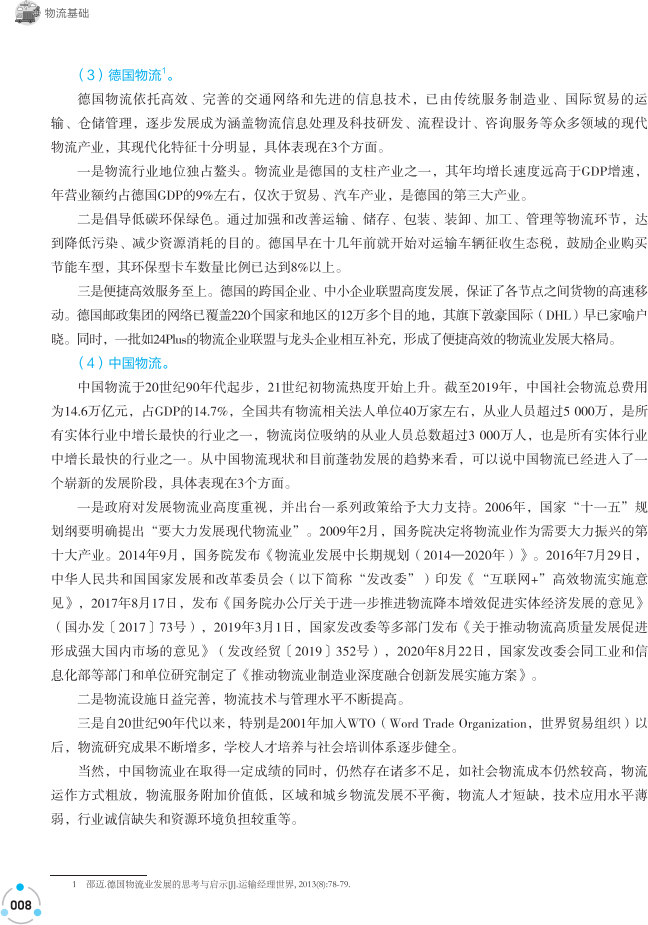 物流基础
（3）德国物流1。
德国物流依托高效、完善的交通网络和先进的信息技术，已由传统服务制造业、国际贸易的运
输、仓储管理，逐步发展成为涵盖物流信息处理及科技研发、流程设计、咨询服务等众多领域的现代
物流产业，其现代化特征十分明显，具体表现在3个方面。
一是物流行业地位独占鳌头。物流业是德国的支柱产业之一，其年均增长速度远高于GDP增速，
年营业额约占德国GDP的9%左右，仅次于贸易、汽车产业，是德国的第三大产业。
二是倡导低碳环保绿色。通过加强和改善运输、储存、包装、装卸、加工、管理等物流环节，达
到降低污染、减少资源消耗的目的。德国早在十几年前就开始对运输车辆征收生态税，鼓励企业购买
节能车型，其环保型卡车数量比例已达到8%以上。
三是便捷高效服务至上。德国的跨国企业、中小企业联盟高度发展，保证了各节点之间货物的高速移
动。德国邮政集团的网络已覆盖220个国家和地区的12万多个目的地，其旗下敦豪国际（DHL）早已家喻户
晓。同时，一批如24Plus的物流企业联盟与龙头企业相互补充，形成了便捷高效的物流业发展大格局。
（4）中国物流。
中国物流于20世纪90年代起步，21世纪初物流热度开始上升。截至2019年，中国社会物流总费用
为14.6万亿元，占GDP的14.7%，全国共有物流相关法人单位40万家左右，从业人员超过5 000万，是所
有实体行业中增长最快的行业之一，物流岗位吸纳的从业人员总数超过3 000万人，也是所有实体行业
中增长最快的行业之一。从中国物流现状和目前蓬勃发展的趋势来看，可以说中国物流已经进入了一
个崭新的发展阶段，具体表现在3个方面。
一是政府对发展物流业高度重视，并出台一系列政策给予大力支持。2006年，国家“十一五”规
划纲要明确提出“要大力发展现代物流业”。2009年2月，国务院决定将物流业作为需要大力振兴的第
十大产业。2014年9月，国务院发布《物流业发展中长期规划（2014—2020年）》。2016年7月29日，
中华人民共和国国家发展和改革委员会（以下简称“发改委”）印发《“互联网+”高效物流实施意
见》，2017年8月17日，发布《国务院办公厅关于进一步推进物流降本增效促进实体经济发展的意见》
（国办发〔2017〕73号），2019年3月1日，国家发改委等多部门发布《关于推动物流高质量发展促进
形成强大国内市场的意见》（发改经贸〔2019〕352号），2020年8月22日，国家发改委会同工业和信
息化部等部门和单位研究制定了《推动物流业制造业深度融合创新发展实施方案》。
二是物流设施日益完善，物流技术与管理水平不断提高。
三是自20世纪90年代以来，特别是2001年加入WTO（Word Trade Organization，世界贸易组织）以
后，物流研究成果不断增多，学校人才培养与社会培训体系逐步健全。
当然，中国物流业在取得一定成绩的同时，仍然存在诸多不足，如社会物流成本仍然较高，物流
运作方式粗放，物流服务附加价值低，区域和城乡物流发展不平衡，物流人才短缺，技术应用水平薄
弱，行业诚信缺失和资源环境负担较重等。
1 邵迈.德国物流业发展的思考与启示[J].运输经理世界, 2013(8):78-79.
008